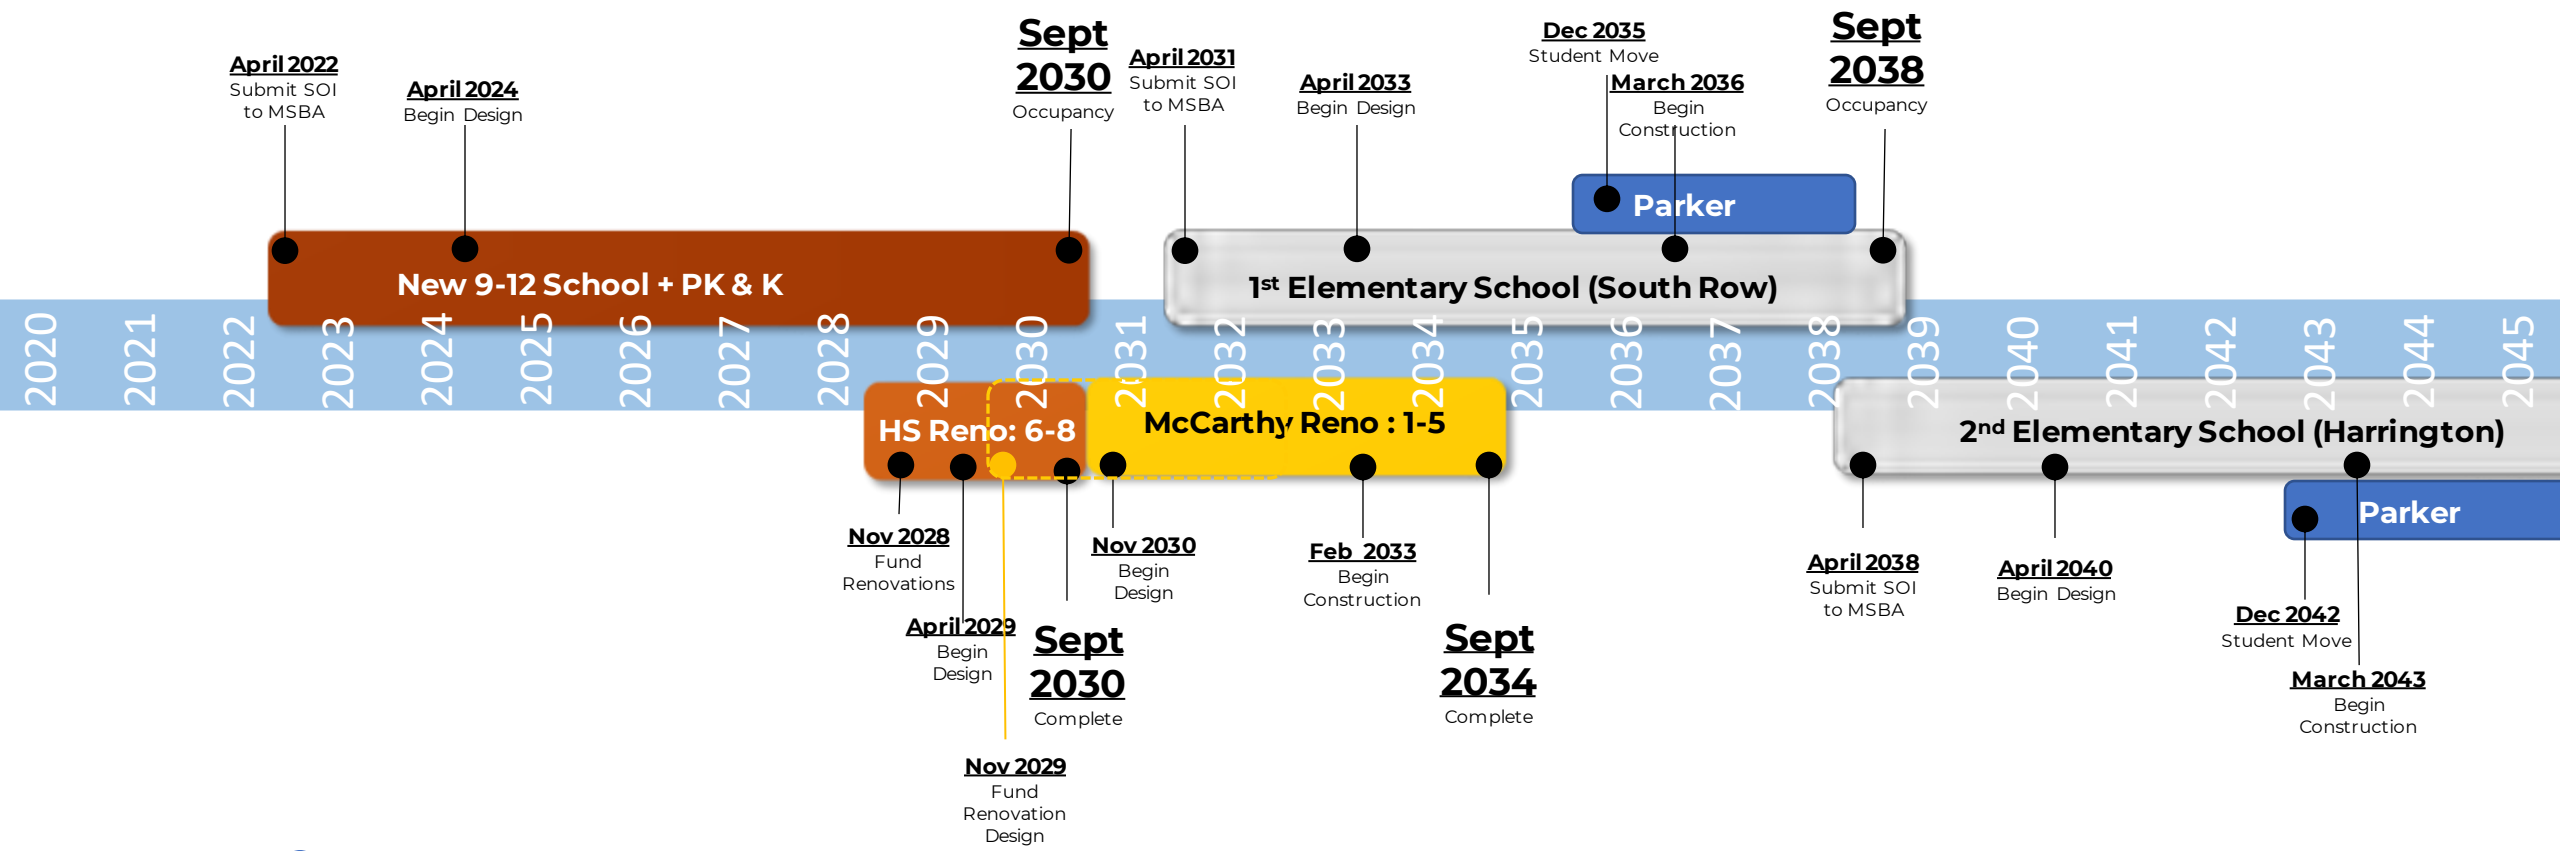 April 2022
Submit SOI
to MSBA
April 2024
Begin Design
Sept
2030
Occupancy
April 2031
Submit SOI
to MSBA
April 2033
Begin Design
Dec 2035
Student Move
March 2036
Begin
Construction
Sept
2038
Occupancy
Parker
New 9-12 School + PK & K
1st Elementary School (South Row)
2020
2021
2022
2023
2024
2025
2026
2027
2028
2029
2030
2031
2032
2033
2034
2035
2036
2037
2038
2039
2040
2041
2042
2043
2044
2045
HS Reno: 6-8
McCarthy Reno : 1-5
2nd Elementary School (Harrington)
Parker
Nov 2028
Fund
Renovations
April 2029
Begin
Design
Nov 2029
Fund
Renovation
Design
Sept
2030
Complete
Nov 2030
Begin
Design
Feb 2033
Begin
Construction
Sept
2034
Complete
April 2038
Submit SOI
to MSBA
April 2040
Begin Design
Dec 2042
Student Move
March 2043
Begin
Construction